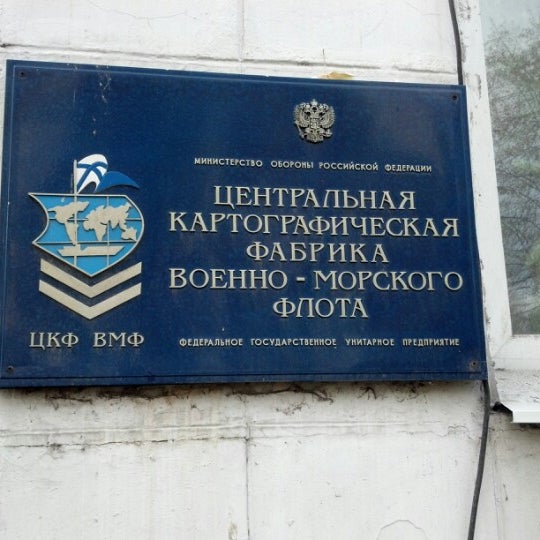 МИНИСТЕРСТВО ОБОРОНЫ РОССИЙСКОЙ ФЕДЕРАЦИИ
ЦЕНТРАЛЬНАЯ
КАРТОГРАФИЧЕСКАЯ
ФАБРИКА
ВОЕННО - МОРСКОГО
ФЛОТА
ЦКФ ВМФ
ФЕДЕРАЛЬНОЕ ГОСУДАРСТВЕННОЕ УНИТАРНОЕ ПРЕДПРИЯТИЕ